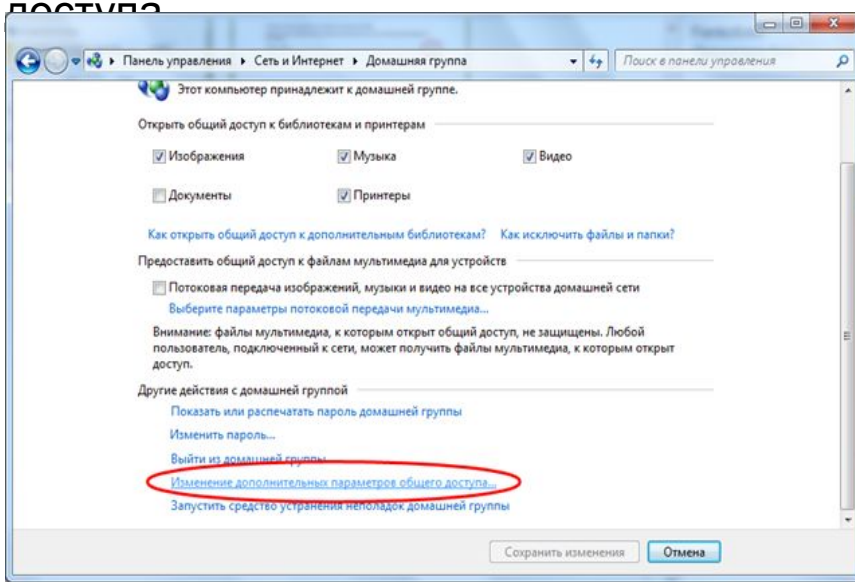 доступа
Панель управления ▸ Сеть и Интернет ▸ Домашняя группа Поиск в панели управления
Этот компьютер принадлежит к домашней группе.
Открыть общий доступ к библиотекам и принтерам
Изображения Музыка Видео
Документы Принтеры
Как открыть общий доступ к дополнительным библиотекам? Как исключить файлы и папки?
Предоставить общий доступ к файлам мультимедиа для устройств
Потоковая передача изображений, музыки и видео на все устройства домашней сети
Выберите параметры потоковой передачи мультимедиа...
Внимание: файлы мультимедиа, к которым открыт общий доступ, не защищены. Любой
пользователь, подключенный к сети, может получить файлы мультимедиа, к которым открыт
доступ.
Другие действия с домашней группой
Показать или распечатать пароль домашней группы
Изменить пароль...
Выйти из домашней группы...
Изменение дополнительных параметров общего доступа...
Запустить средство устранения неполадок домашней группы
Сохранить изменения Отмена